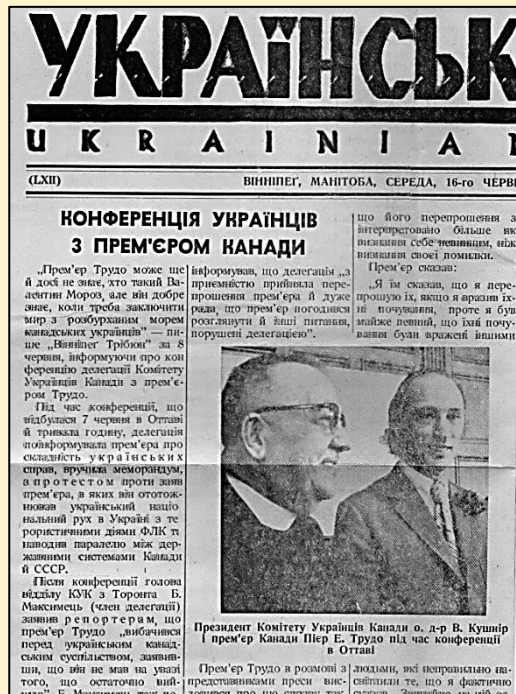 УКРАЇНСЬК
UKRAINIAN
(LXII)
ВІННІПЕҐ, МАНІТОБА, СЕРЕДА, 16-го ЧЕРВ
КОНФЕРЕНЦІЯ УКРАЇНЦІВ
З ПРЕМ'ЄРОМ КАНАДИ
„Прем'єр Трудо може ще
й досі не знає, хто такий Ва-
лентин Мороз, але він добре
знає, коли треба заключити
мир з розбурханим морем
канадських українців” — пи-
ше „Вінніпеґ Трібюн” за 8
червня, інформуючи про кон
ференцію делегації Комітету
Українців Канади з прем'є-
ром Трудо.
Під час конференції, що
відбулася 7 червня в Оттаві
й тривала годину, делегація
поінформувала прем'єра про
складність українських
справ, вручила меморандум,
з протестом проти заяв
прем'єра, в яких він ототож-
нював український націо
нальний рух в Україні з те
рористичними діями ФЛК ті
наводив паралелю між дер-
жавними системами Канади
й СССР.
Після конференції голова
відділу КУК з Торонта Б.
Максимець (член делегації)
заявив репортерам, що
прем'єр Трудо „вибачився
перед українським канад-
ським суспільством, заявив-
ши, що він не мав на увазі
того, що остаточно вий-
інформував, що делегація „з
приємністю прийняла пере-
прошення прем'єра й дуже
рада, що прем'єр погодився
розглянути й інші питання,
порушені делегацією”.
що його перепрошення з
інтерпретовано більше як
визнання себе невинним, ніж
визнання своєї помилки.
Прем'єр сказав:
„Я їм сказав, що я пере-
прошую їх, якщо я вразив їх-
ні почування, проте я був
майже певний, що їхні почу-
вання були вражені іншими
Президент Комітету Українців Канади о. д-р В. Кушнір
і прем'єр Канади Пієр Е. Трудо під час конференції
в Оттаві
Прем'єр Трудо в розмові з
представниками преси вис-
людьми, які неправильно на-
світлили те, що я фактично